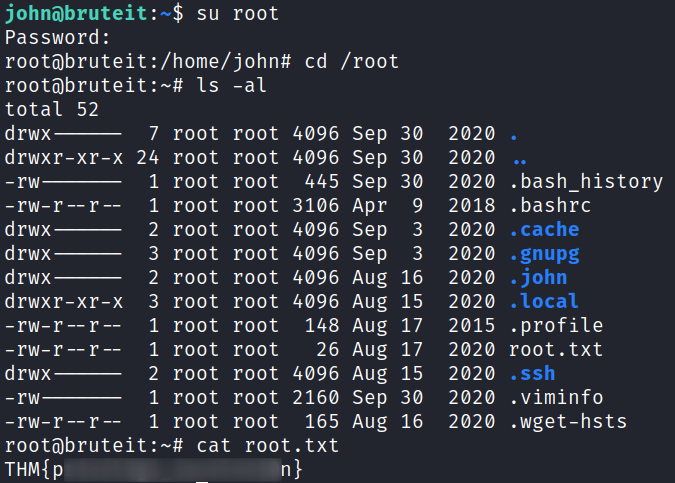 john@bruteit:~$ su root
Password:
root@bruteit:/home/john# cd /root
root@bruteit:~# ls -al
total 52
drwx------  7 root root 4096 Sep 30  2020 .
drwxr-xr-x 24 root root 4096 Sep 30  2020 ..
-rw-------  1 root root  445 Sep 30  2020 .bash_history
-rw-r--r--  1 root root 3106 Apr  9  2018 .bashrc
drwx------  2 root root 4096 Sep  3  2020 .cache
drwx------  3 root root 4096 Sep  3  2020 .gnupg
drwx------  2 root root 4096 Aug 16  2020 .john
drwxr-xr-x  3 root root 4096 Aug 15  2020 .local
-rw-r--r--  1 root root  148 Aug 17  2015 .profile
-rw-r--r--  1 root root   26 Aug 17  2020 root.txt
drwx------  2 root root 4096 Aug 15  2020 .ssh
-rw-------  1 root root 2160 Sep 30  2020 .viminfo
-rw-r--r--  1 root root  165 Aug 16  2020 .wget-hsts
root@bruteit:~# cat root.txt
THM{p n}